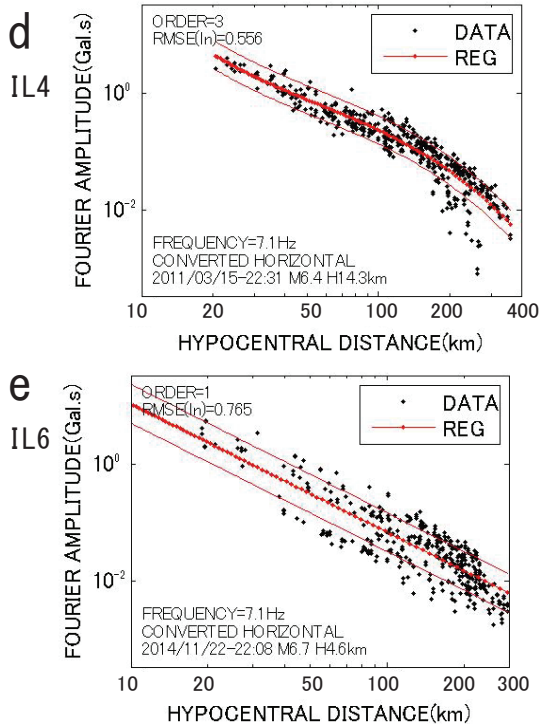 d
IL4
ORDER=3
RMSE(ln)=0.556
DATA
REG
FOURIER AMPLITUDE(Gal.s)
10^0
10^-2
FREQUENCY=7.1Hz
CONVERTED HORIZONTAL
2011/03/15-22:31 M6.4 H14.3km
10 20 50 100 200 400
HYPOCENTRAL DISTANCE(km)
e
IL6
ORDER=1
RMSE(ln)=0.765
DATA
REG
FOURIER AMPLITUDE(Gal.s)
10^0
10^-2
FREQUENCY=7.1Hz
CONVERTED HORIZONTAL
2014/11/22-22:08 M6.7 H4.6km
10 20 50 100 200 300
HYPOCENTRAL DISTANCE(km)